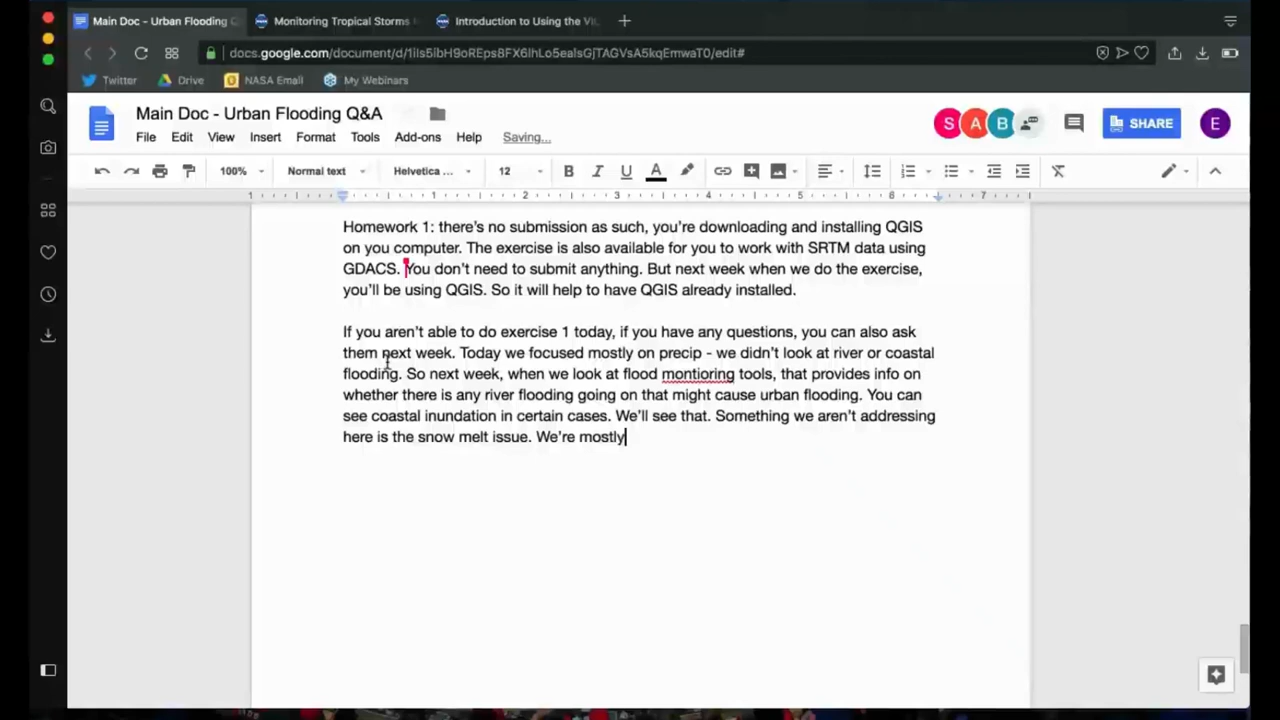 Main Doc - Urban Flooding Q
Monitoring Tropical Storms
Introduction to Using the VII
docs.google.com/document/d/
Twitter
Drive
NASA Email
My Webinars
Main Doc - Urban Flooding Q&A
File Edit View Insert Format Tools Add-ons Help Saving...
S A B
SHARE
E
100% Normal text Helvetica ... 12 B I U A
1 1 2 3 4 5 6 7
Homework 1: there's no submission as such, you're downloading and installing QGIS
on you computer. The exercise is also available for you to work with SRTM data using
GDACS. You don't need to submit anything. But next week when we do the exercise,
you'll be using QGIS. So it will help to have QGIS already installed.
If you aren't able to do exercise 1 today, if you have any questions, you can also ask
them next week. Today we focused mostly on precip - we didn't look at river or coastal
flooding. So next week, when we look at flood montioring tools, that provides info on
whether there is any river flooding going on that might cause urban flooding. You can
see coastal inundation in certain cases. We'll see that. Something we aren't addressing
here is the snow melt issue. We're mostly